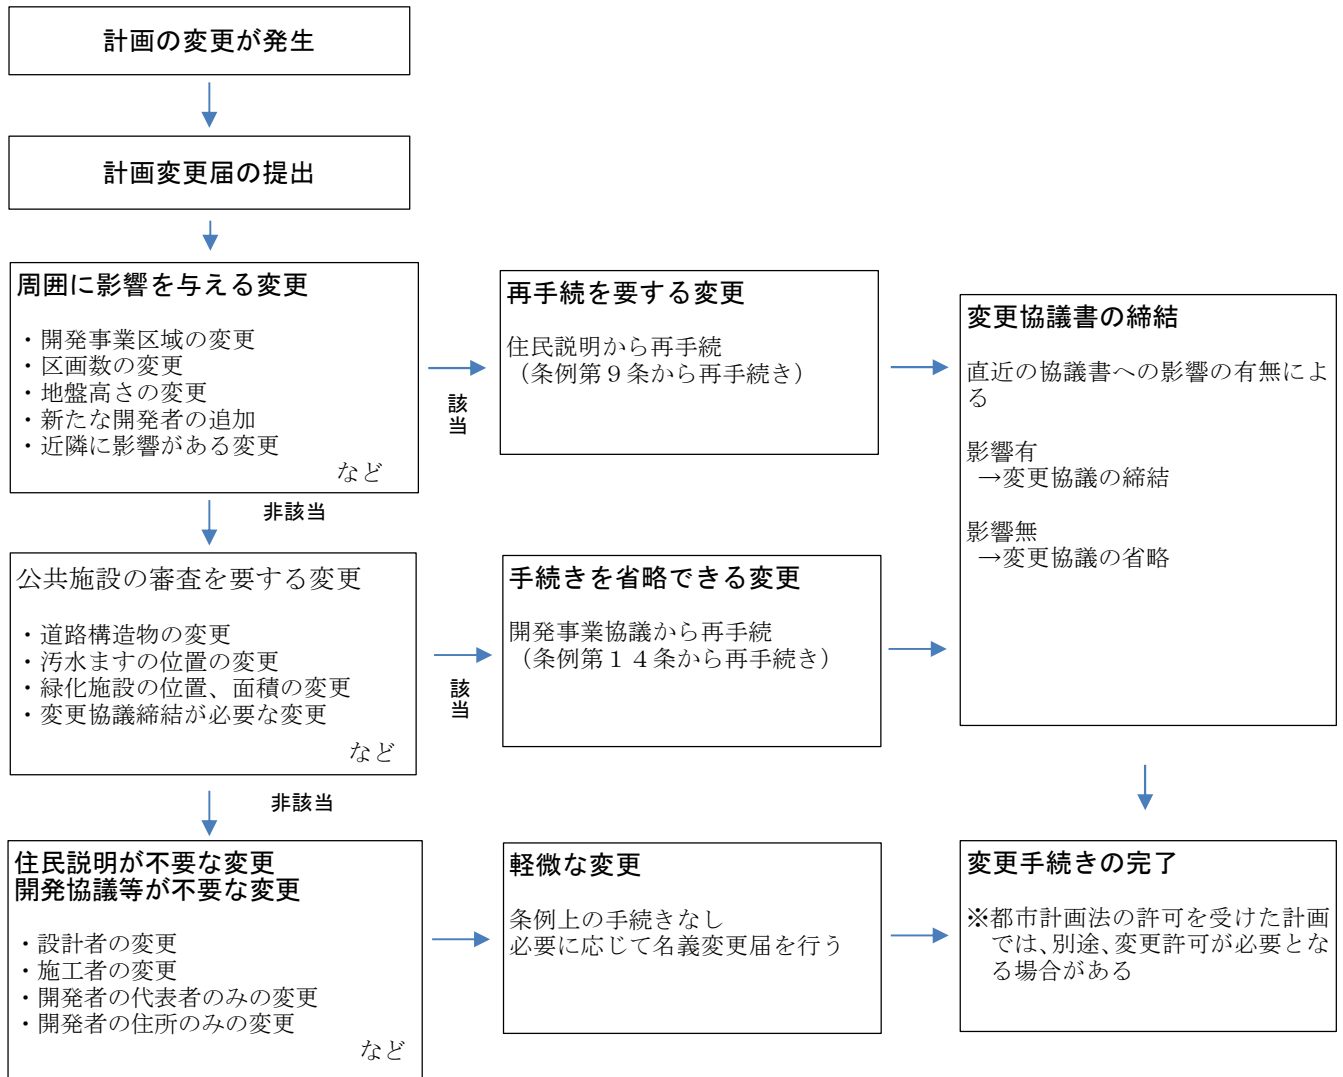 計画の変更が発生
計画変更届の提出
周囲に影響を与える変更
・開発事業区域の変更
・区画数の変更
・地盤高さの変更
・新たな開発者の追加
・近隣に影響がある変更
など
該当
再手続を要する変更
住民説明から再手続
（条例第９条から再手続き）
非該当
公共施設の審査を要する変更
・道路構造物の変更
・汚水ますの位置の変更
・緑化施設の位置、面積の変更
・変更協議締結が必要な変更
など
該当
手続きを省略できる変更
開発事業協議から再手続
（条例第１４条から再手続き）
変更協議書の締結
直近の協議書への影響の有無によ
る
影響有
→変更協議の締結
影響無
→変更協議の省略
非該当
住民説明が不要な変更
開発協議等が不要な変更
・設計者の変更
・施工者の変更
・開発者の代表者のみの変更
・開発者の住所のみの変更
など
軽微な変更
条例上の手続きなし
必要に応じて名義変更届を行う
変更手続きの完了
※都市計画法の許可を受けた計画
では、別途、変更許可が必要とな
る場合がある